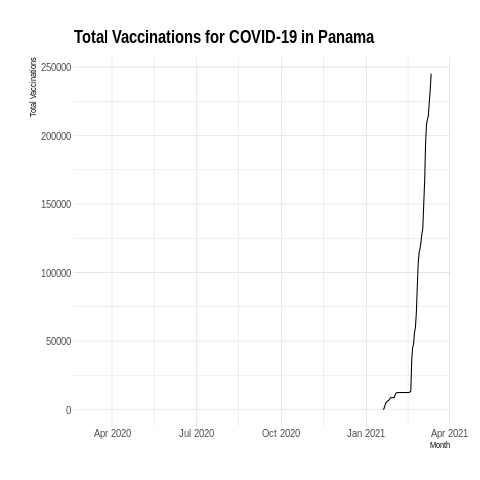 Total Vaccinations for COVID-19 in Panama
Total Vaccinations
250000
200000
150000
100000
50000
0
Apr 2020 Jul 2020 Oct 2020 Jan 2021 Apr 2021
Month